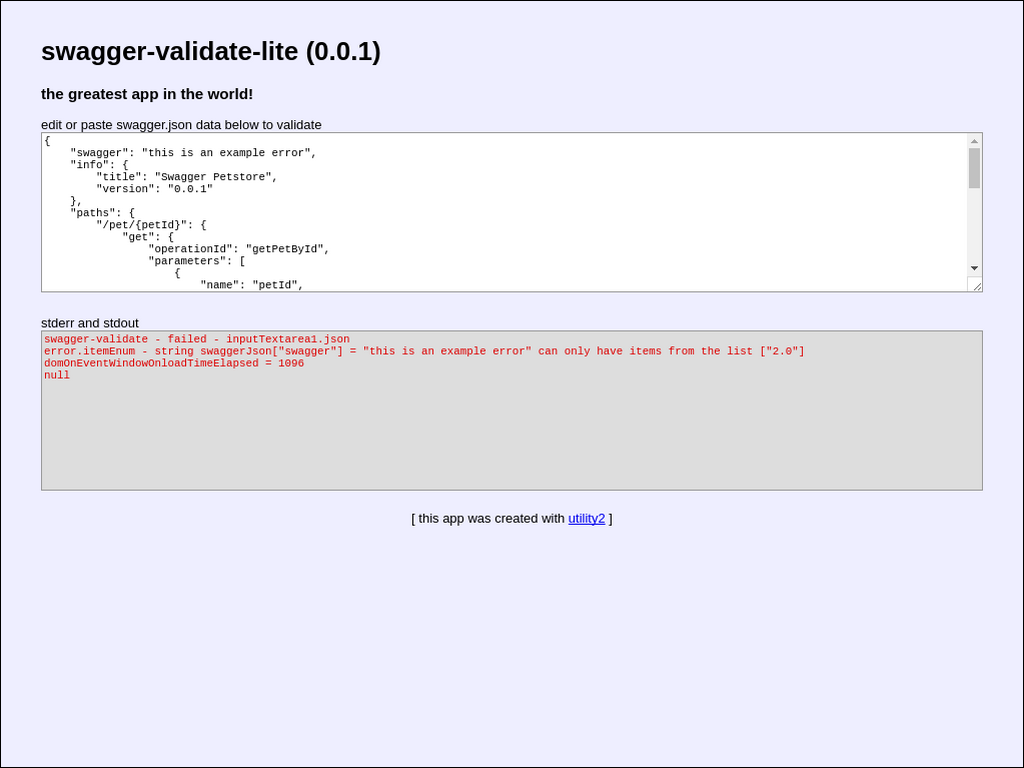 swagger-validate-lite (0.0.1)
the greatest app in the world!
edit or paste swagger.json data below to validate
{
    "swagger": "this is an example error",
    "info": {
        "title": "Swagger Petstore",
        "version": "0.0.1"
    },
    "paths": {
        "/pet/{petId}": {
            "get": {
                "operationId": "getPetById",
                "parameters": [
                    {
                        "name": "petId",
stderr and stdout
swagger-validate - failed - inputTextarea1.json
error.itemEnum - string swaggerJson["swagger"] = "this is an example error" can only have items from the list ["2.0"]
domOnEventWindowOnloadTimeElapsed = 1096
null
[ this app was created with utility2 ]